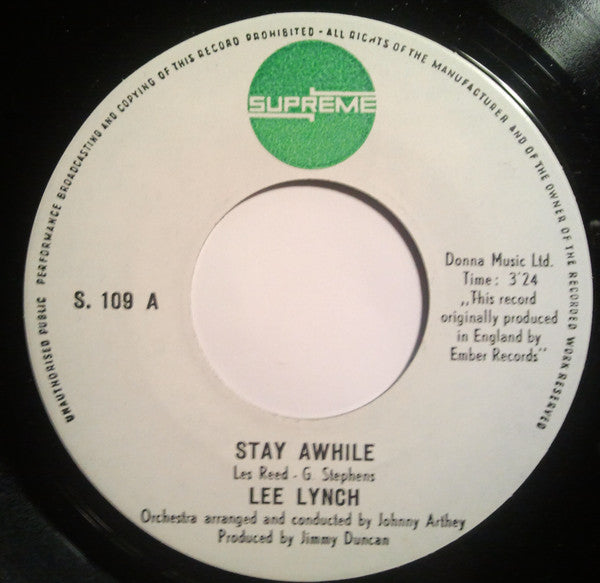 UNAUTHORISED PUBLIC PERFORMANCE BROADCASTING AND COPYING OF THIS RECORD PROHIBITED - ALL RIGHTS OF THE MANUFACTURER AND OF THE OWNER OF THE RECORDED WORK RESERVED
SUPREME
S. 109 A
Donna Music Ltd.
Time: 3'24
„This record
originally produced
in England by
Ember Records"
STAY AWHILE
Les Reed - G. Stephens
LEE LYNCH
Orchestra arranged and conducted by Johnny Arthey
Produced by Jimmy Duncan